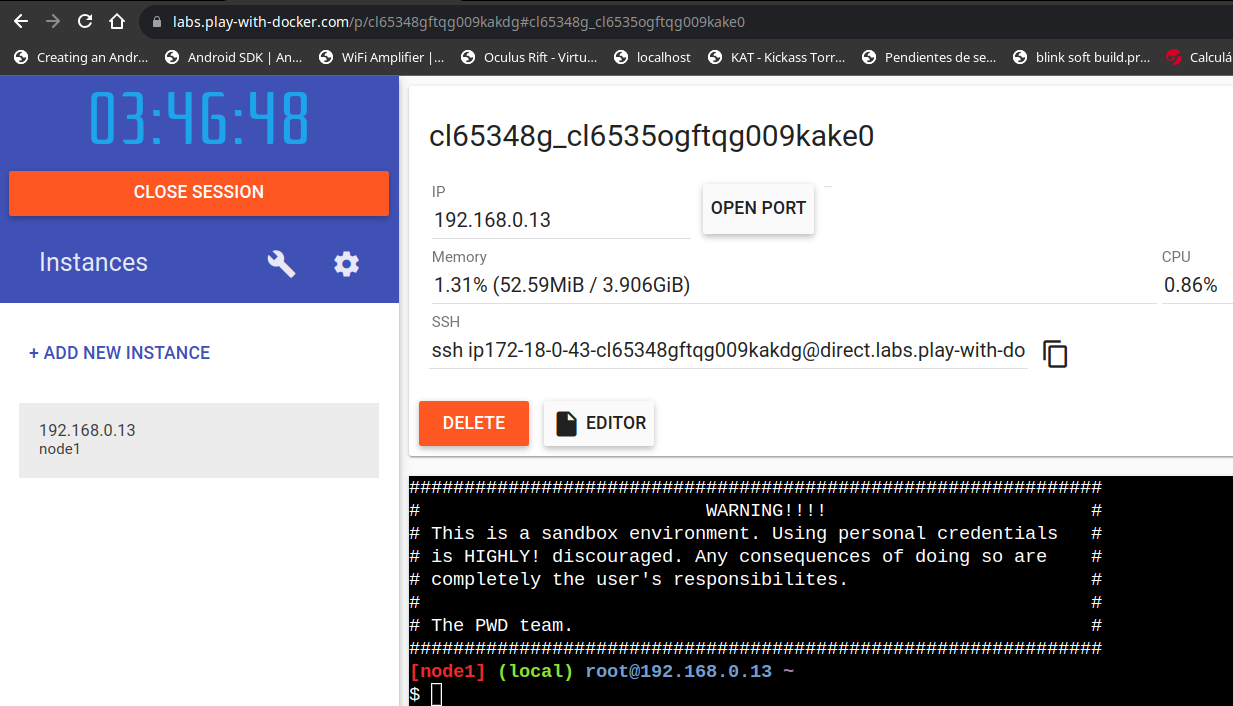 labs.play-with-docker.com/p/cl65348gftqg009kakdg#cl65348g_cl6535ogftqg009kake0
Creating an Andr...
Android SDK | An...
WiFi Amplifier |...
Oculus Rift - Virtu...
localhost
KAT - Kickass Torr...
Pendientes de se...
blink soft build.pr...
Calculá
03:46:48
CLOSE SESSION
Instances
+ ADD NEW INSTANCE
192.168.0.13
node1
cl65348g_cl6535ogftqg009kake0
IP
192.168.0.13
OPEN PORT
Memory
1.31% (52.59MiB / 3.906GiB)
CPU
0.86%
SSH
ssh ip172-18-0-43-cl65348gftqg009kakdg@direct.labs.play-with-do
DELETE
EDITOR
###############################################################
#                          WARNING!!!!                        #
# This is a sandbox environment. Using personal credentials   #
# is HIGHLY! discouraged. Any consequences of doing so are    #
# completely the user's responsibilites.                      #
#                                                             #
# The PWD team.                                               #
###############################################################
[node1] (local) root@192.168.0.13 ~
$